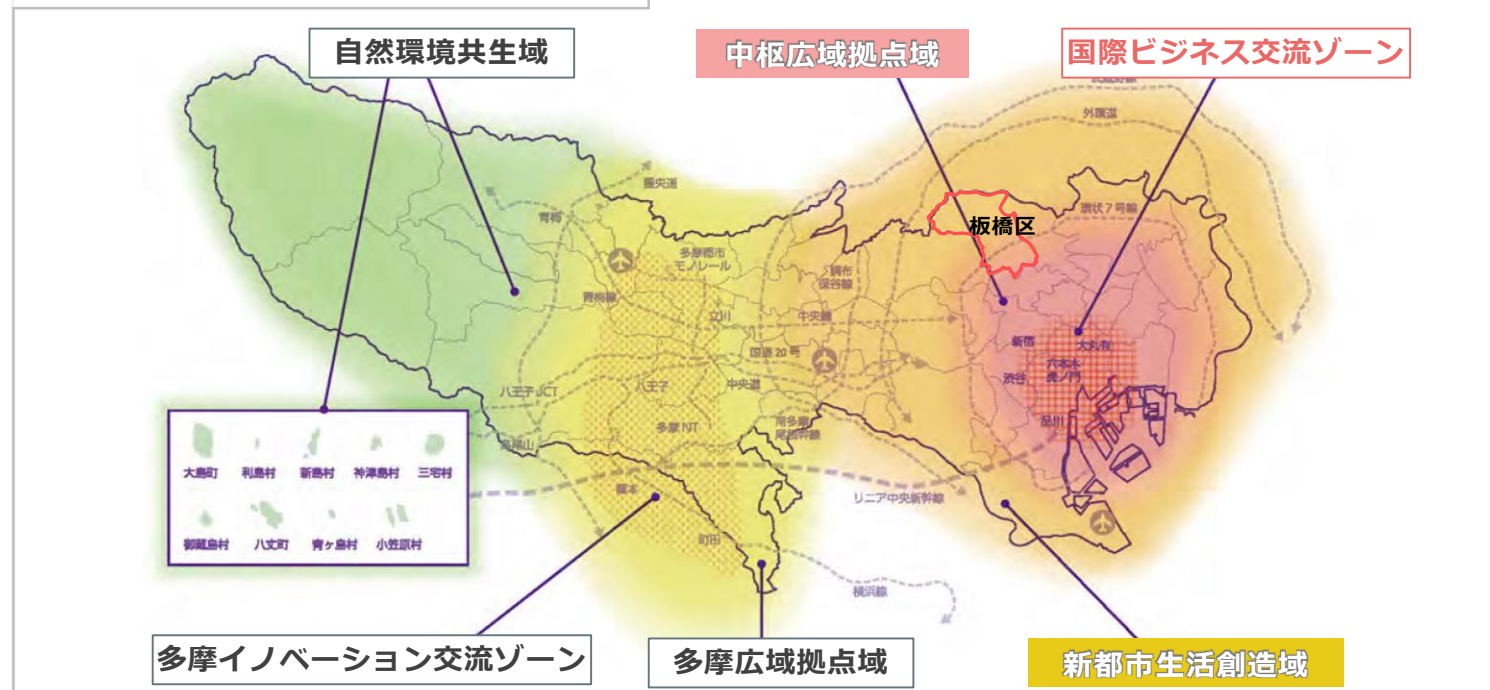 自然環境共生域
中枢広域拠点域
国際ビジネス交流ゾーン
外環道
圏央道
環状7号線
板橋区
青梅
多摩都市
モノレール
調布
保谷線
青梅線
立川
中央線
国道20号
新宿
大丸有
六本木
虎ノ門
渋谷
八王子JCT
八王子
中央道
品川
多摩NT
南多摩
尾根幹線
高尾山
橋本
リニア中央新幹線
町田
横浜線
大島町
利島村
新島村
神津島村
三宅村
御蔵島村
八丈町
青ヶ島村
小笠原村
多摩イノベーション交流ゾーン
多摩広域拠点域
新都市生活創造域